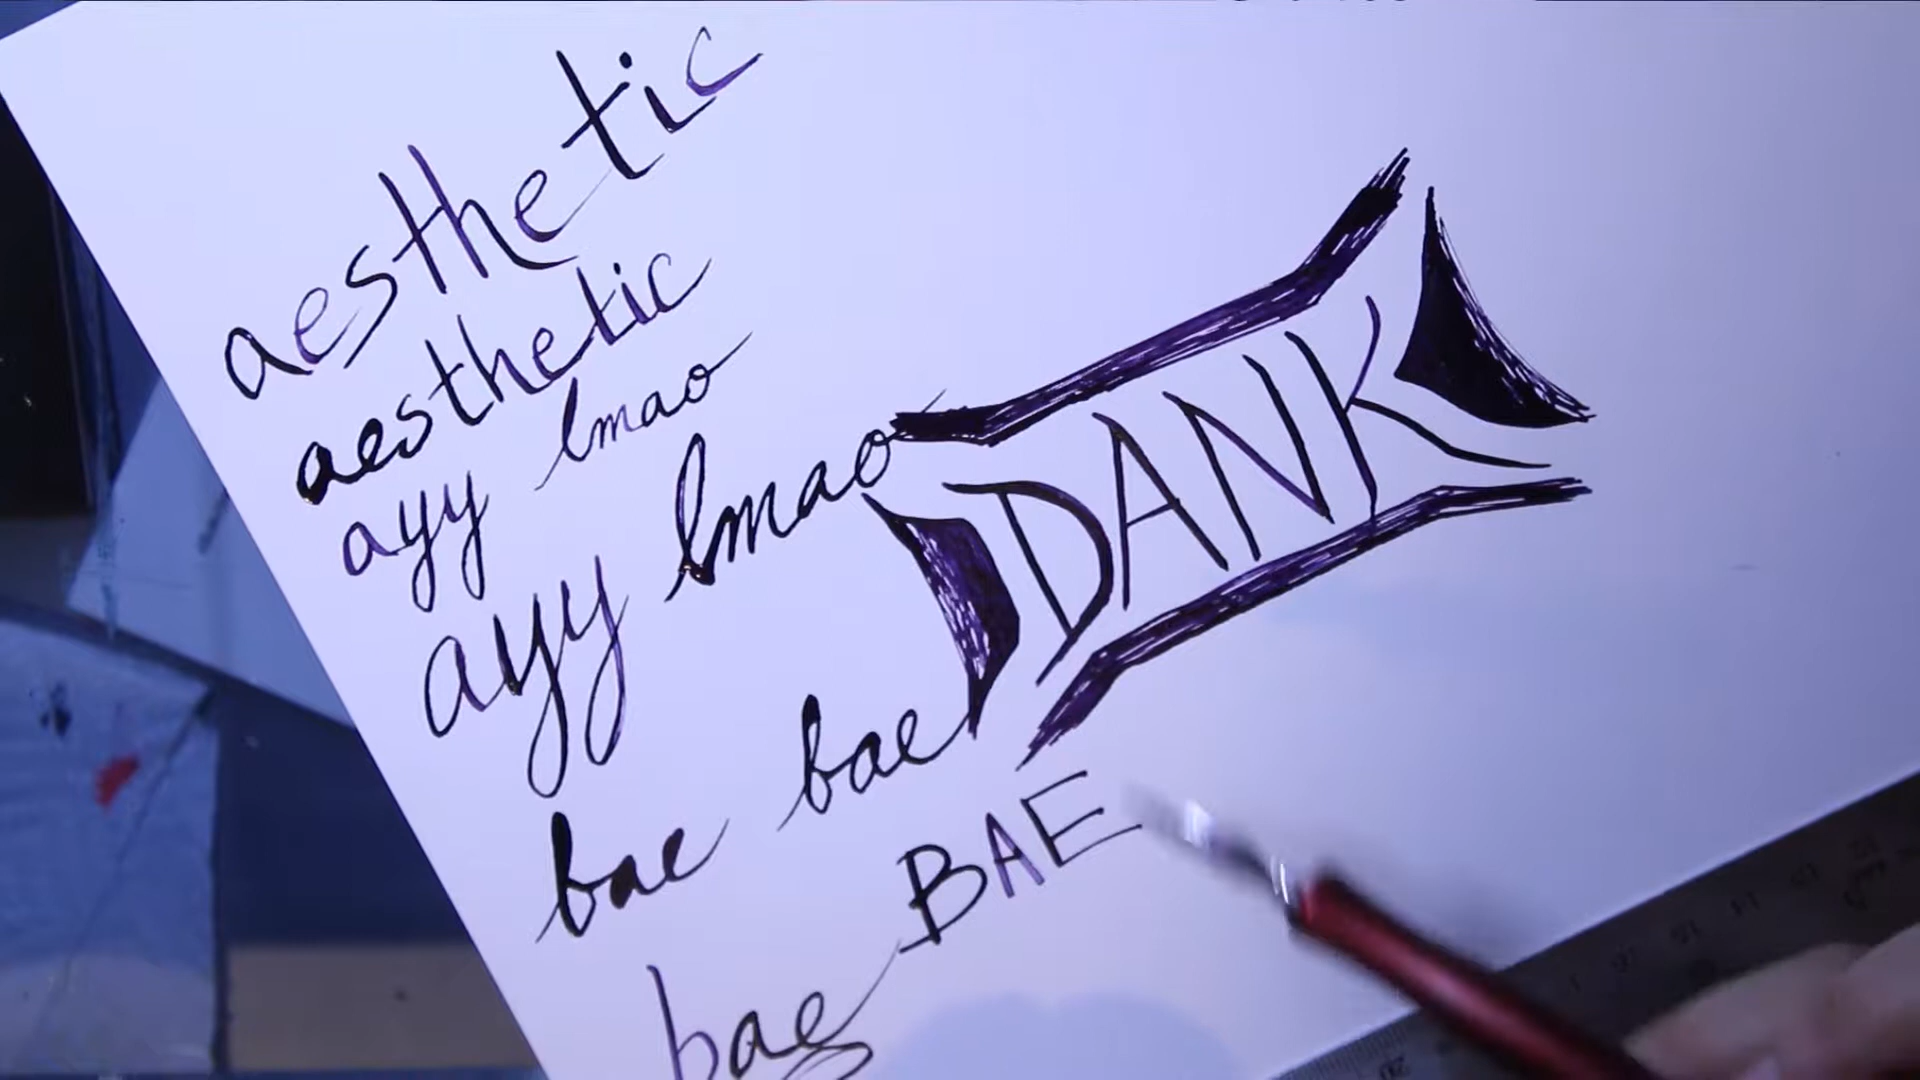 aesthetic
aesthetic
ayy lmao
ayy lmao
DANK
bae bae
BAE
bae